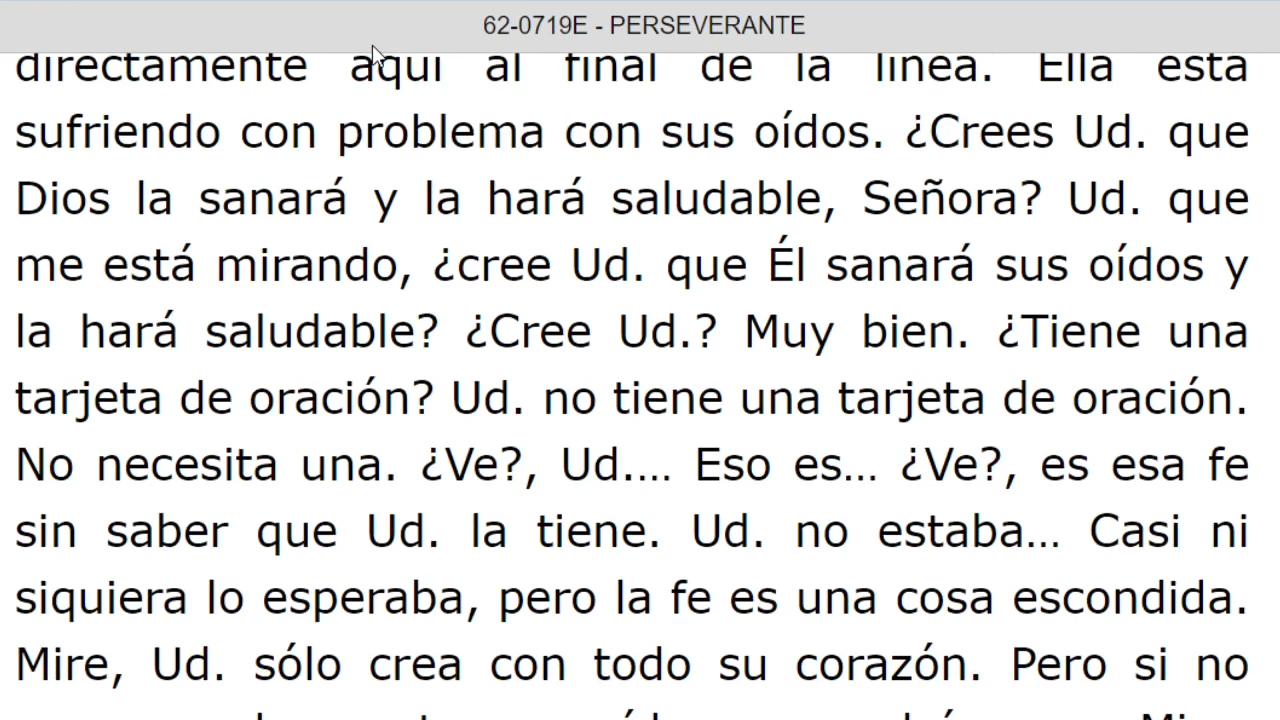 62-0719E - PERSEVERANTE
directamente aquí al final de la línea. Ella está
sufriendo con problema con sus oídos. ¿Crees Ud. que
Dios la sanará y la hará saludable, Señora? Ud. que
me está mirando, ¿cree Ud. que Él sanará sus oídos y
la hará saludable? ¿Cree Ud.? Muy bien. ¿Tiene una
tarjeta de oración? Ud. no tiene una tarjeta de oración.
No necesita una. ¿Ve?, Ud.... Eso es... ¿Ve?, es esa fe
sin saber que Ud. la tiene. Ud. no estaba... Casi ni
siquiera lo esperaba, pero la fe es una cosa escondida.
Mire, Ud. sólo crea con todo su corazón. Pero si no